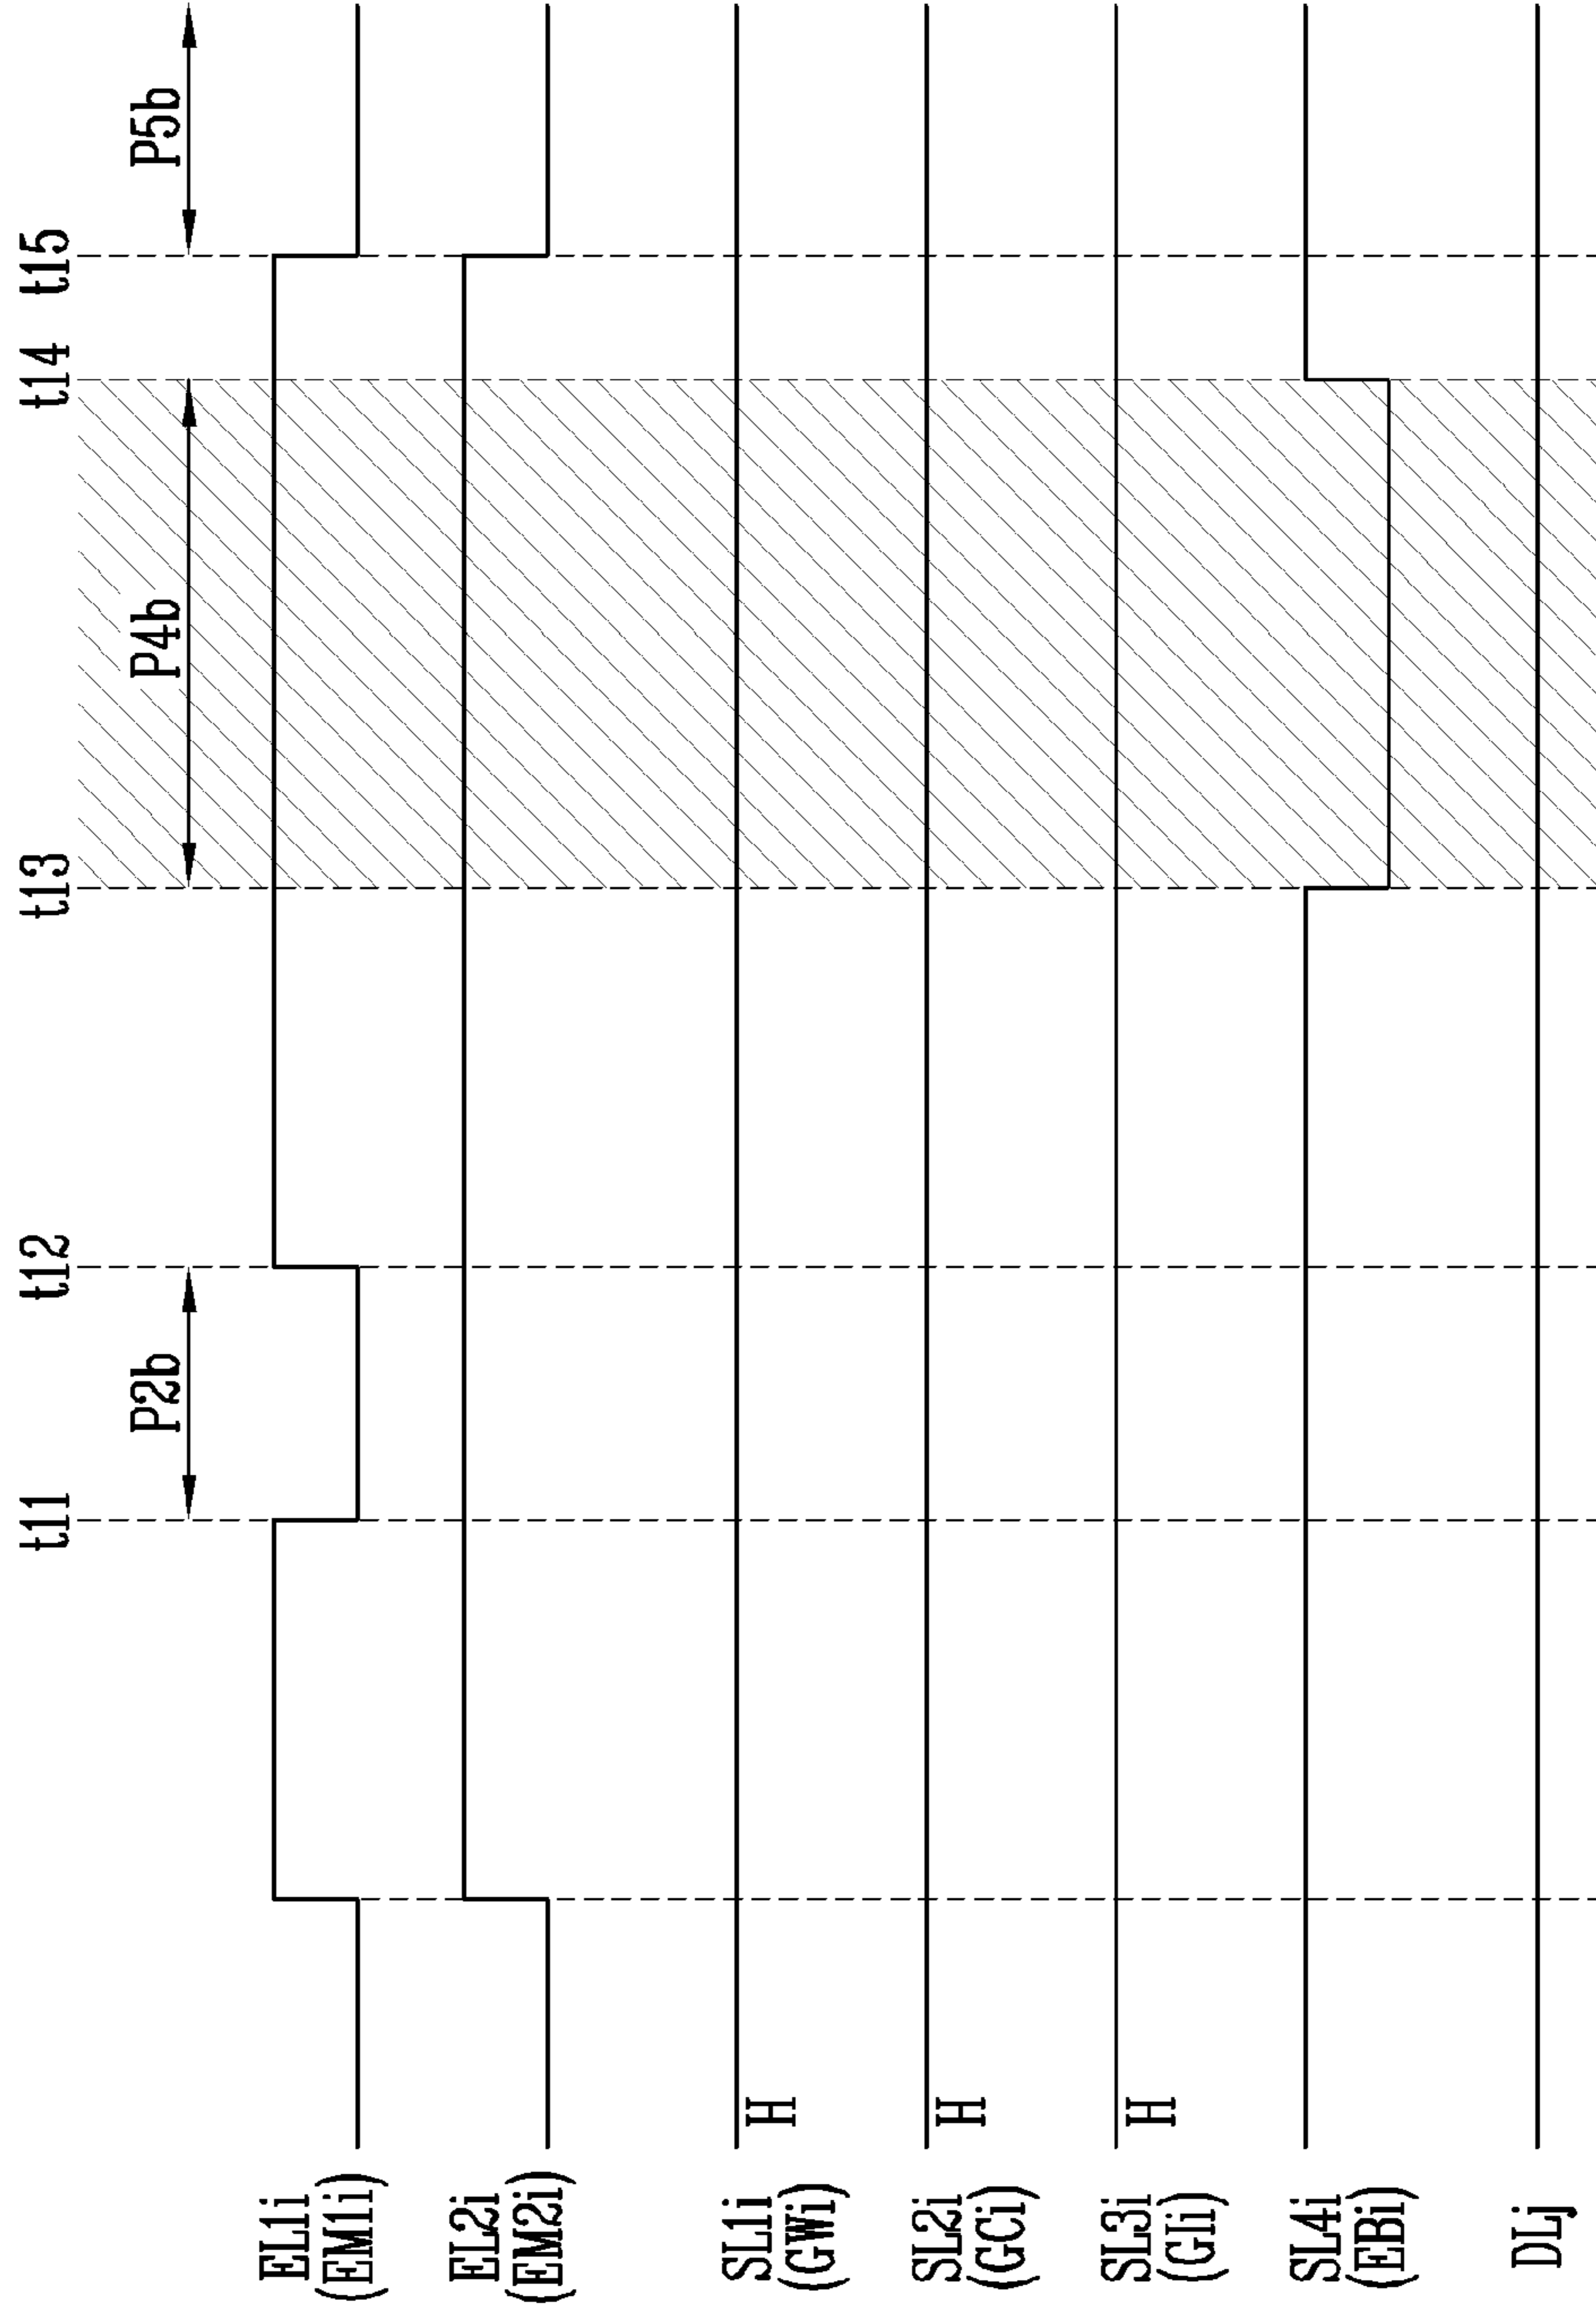 t11 t12 t13 t14 t15
P2b P4b P5b
EL1i
(EM1i)
EL2i
(EM2i)
SL1i
(GWi)
H
SL2i
(GCi)
H
SL3i
(GIi)
H
SL4i
(EBi)
DLj